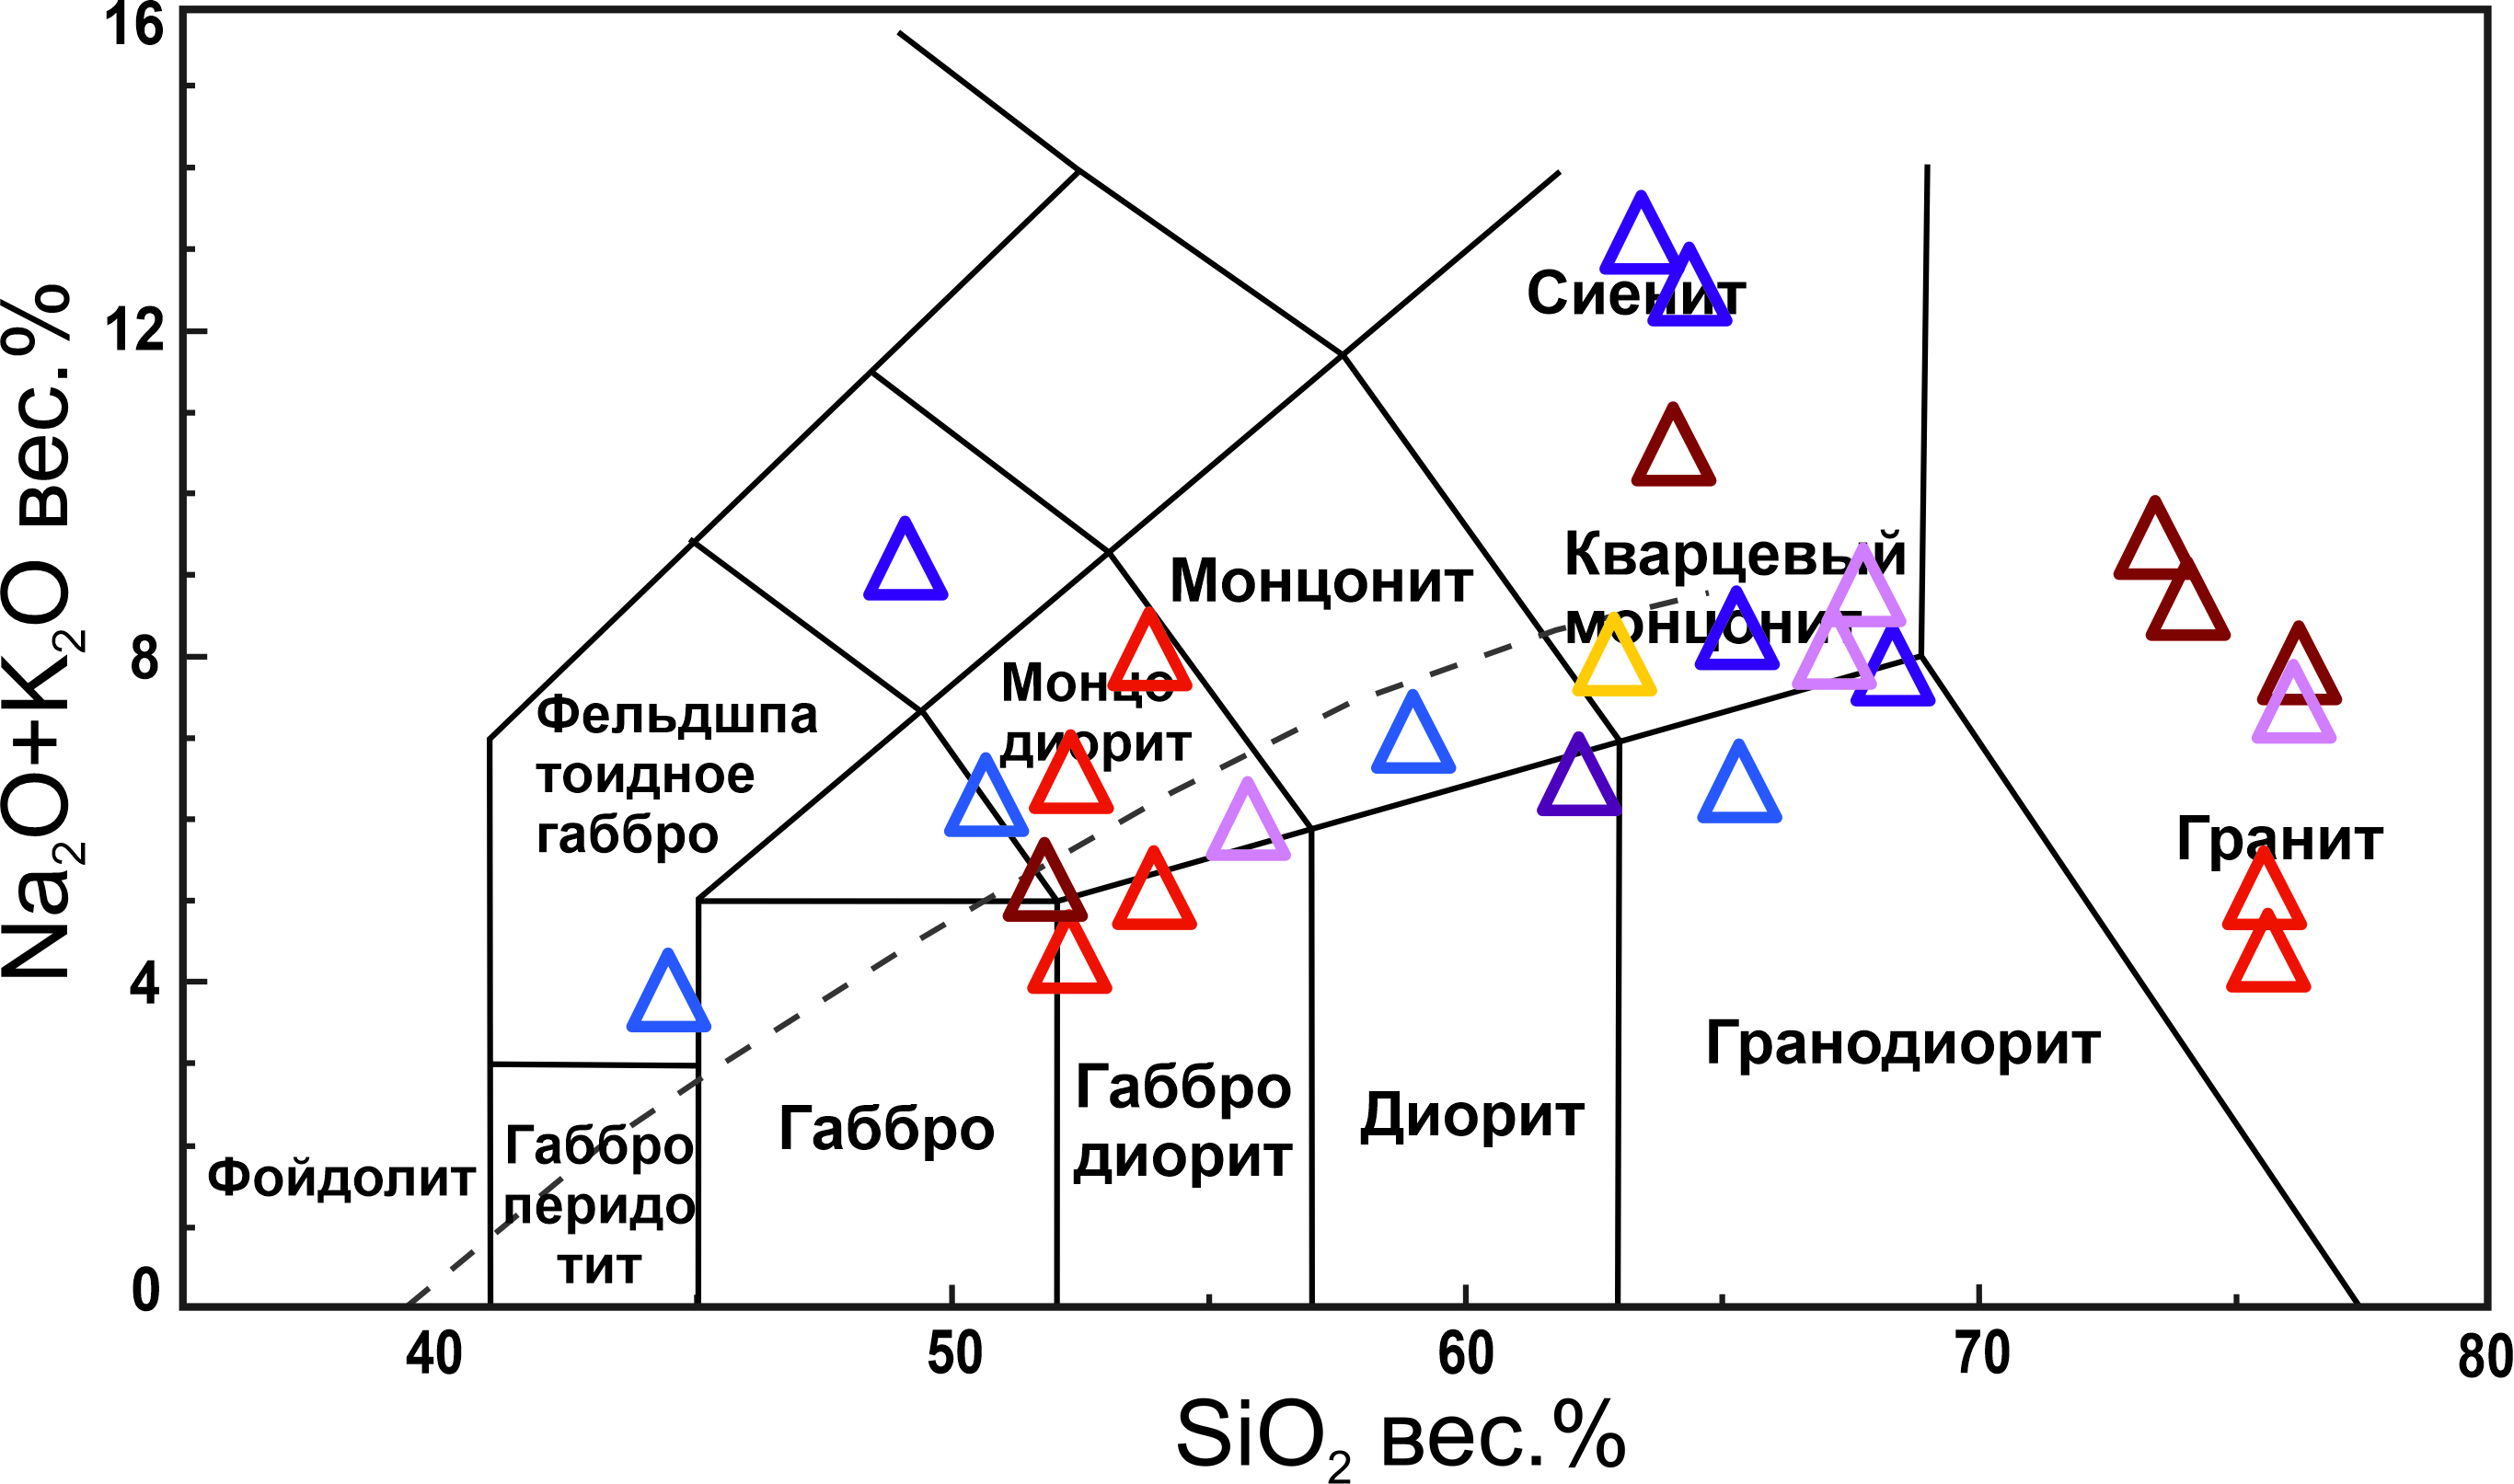 16
12
8
4
0
Na₂O+K₂O вес.%
Сиенит
Кварцевый
монцонит
Монцонит
Монцо
диорит
Фельдшпа
тоидное
габбро
Гранит
Гранодиорит
Габбро
диорит
Диорит
Габбро
Габбро
перидо
тит
Фойдолит
40 50 60 70 80
SiO₂ вес.%